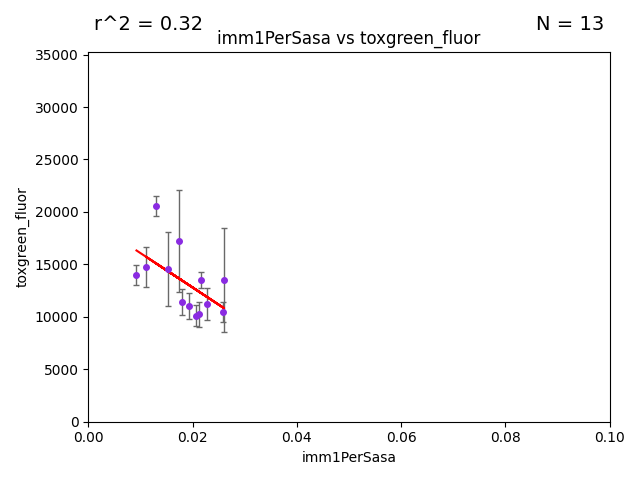 r^2 = 0.32
N = 13
imm1PerSasa vs toxgreen_fluor
35000
30000
25000
20000
15000
10000
5000
0
toxgreen_fluor
0.00 0.02 0.04 0.06 0.08 0.10
imm1PerSasa